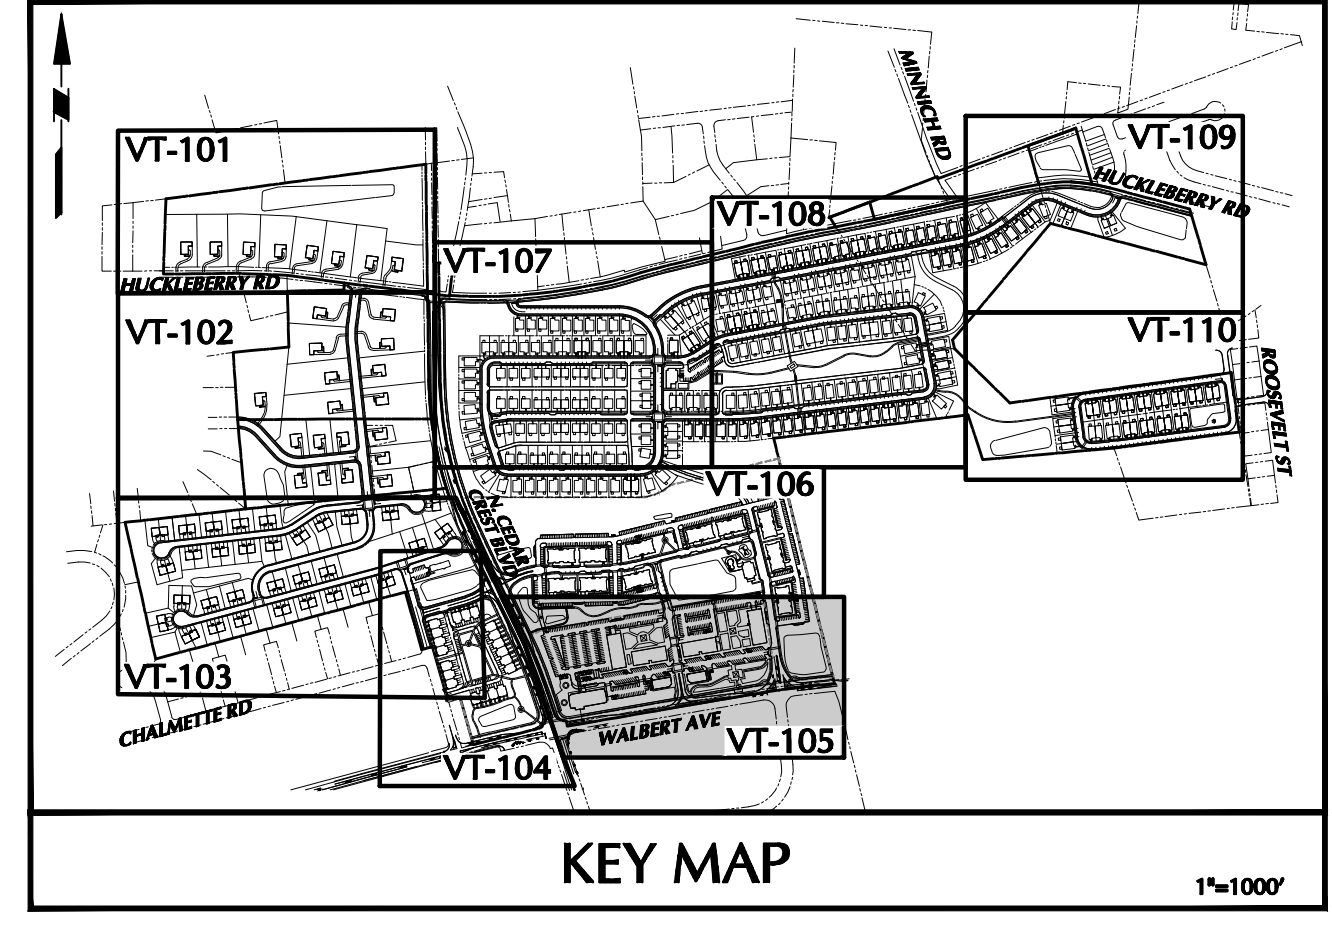 MINNICH RD
VT-101
VT-109
HUCKLEBERRY RD
VT-108
VT-107
HUCKLEBERRY RD
VT-102
VT-110
ROOSEVELT ST
VT-106
N. CEDAR
CREST BLVD
VT-103
CHALMETTE RD
WALBERT AVE
VT-105
VT-104
KEY MAP
1"=1000'